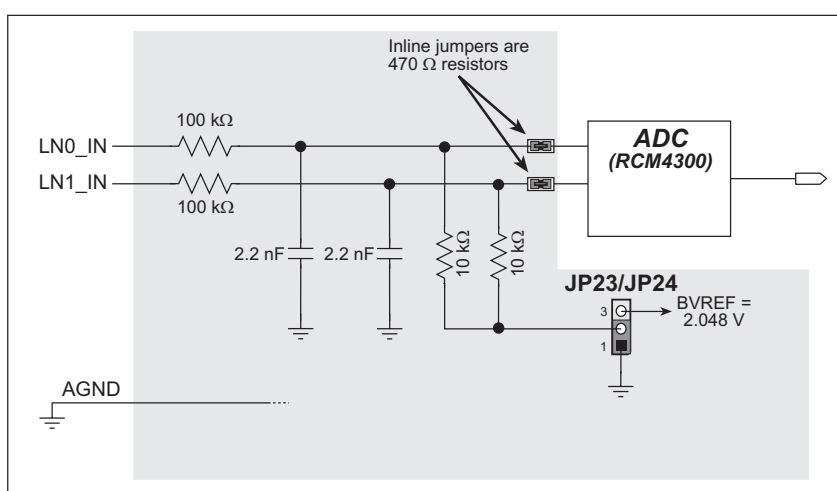 Inline jumpers are
470 Ω resistors
100 kΩ
LN0_IN
LN1_IN
100 kΩ
ADC
(RCM4300)
2.2 nF
2.2 nF
10 kΩ
10 kΩ
JP23/JP24
3
BVREF =
2.048 V
1
AGND